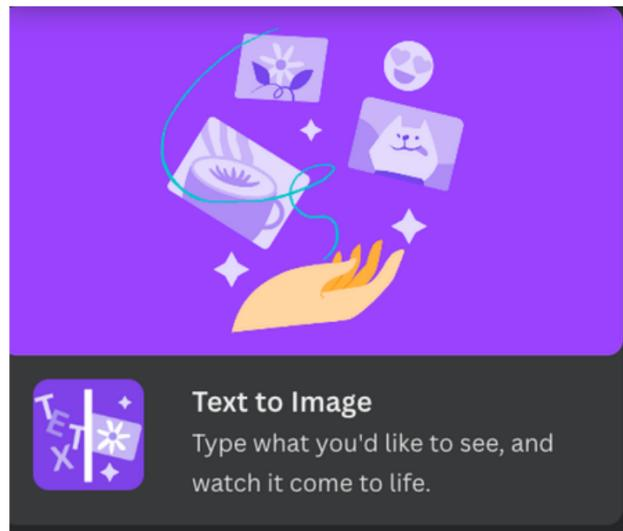 TEXT
Text to Image
Type what you'd like to see, and
watch it come to life.